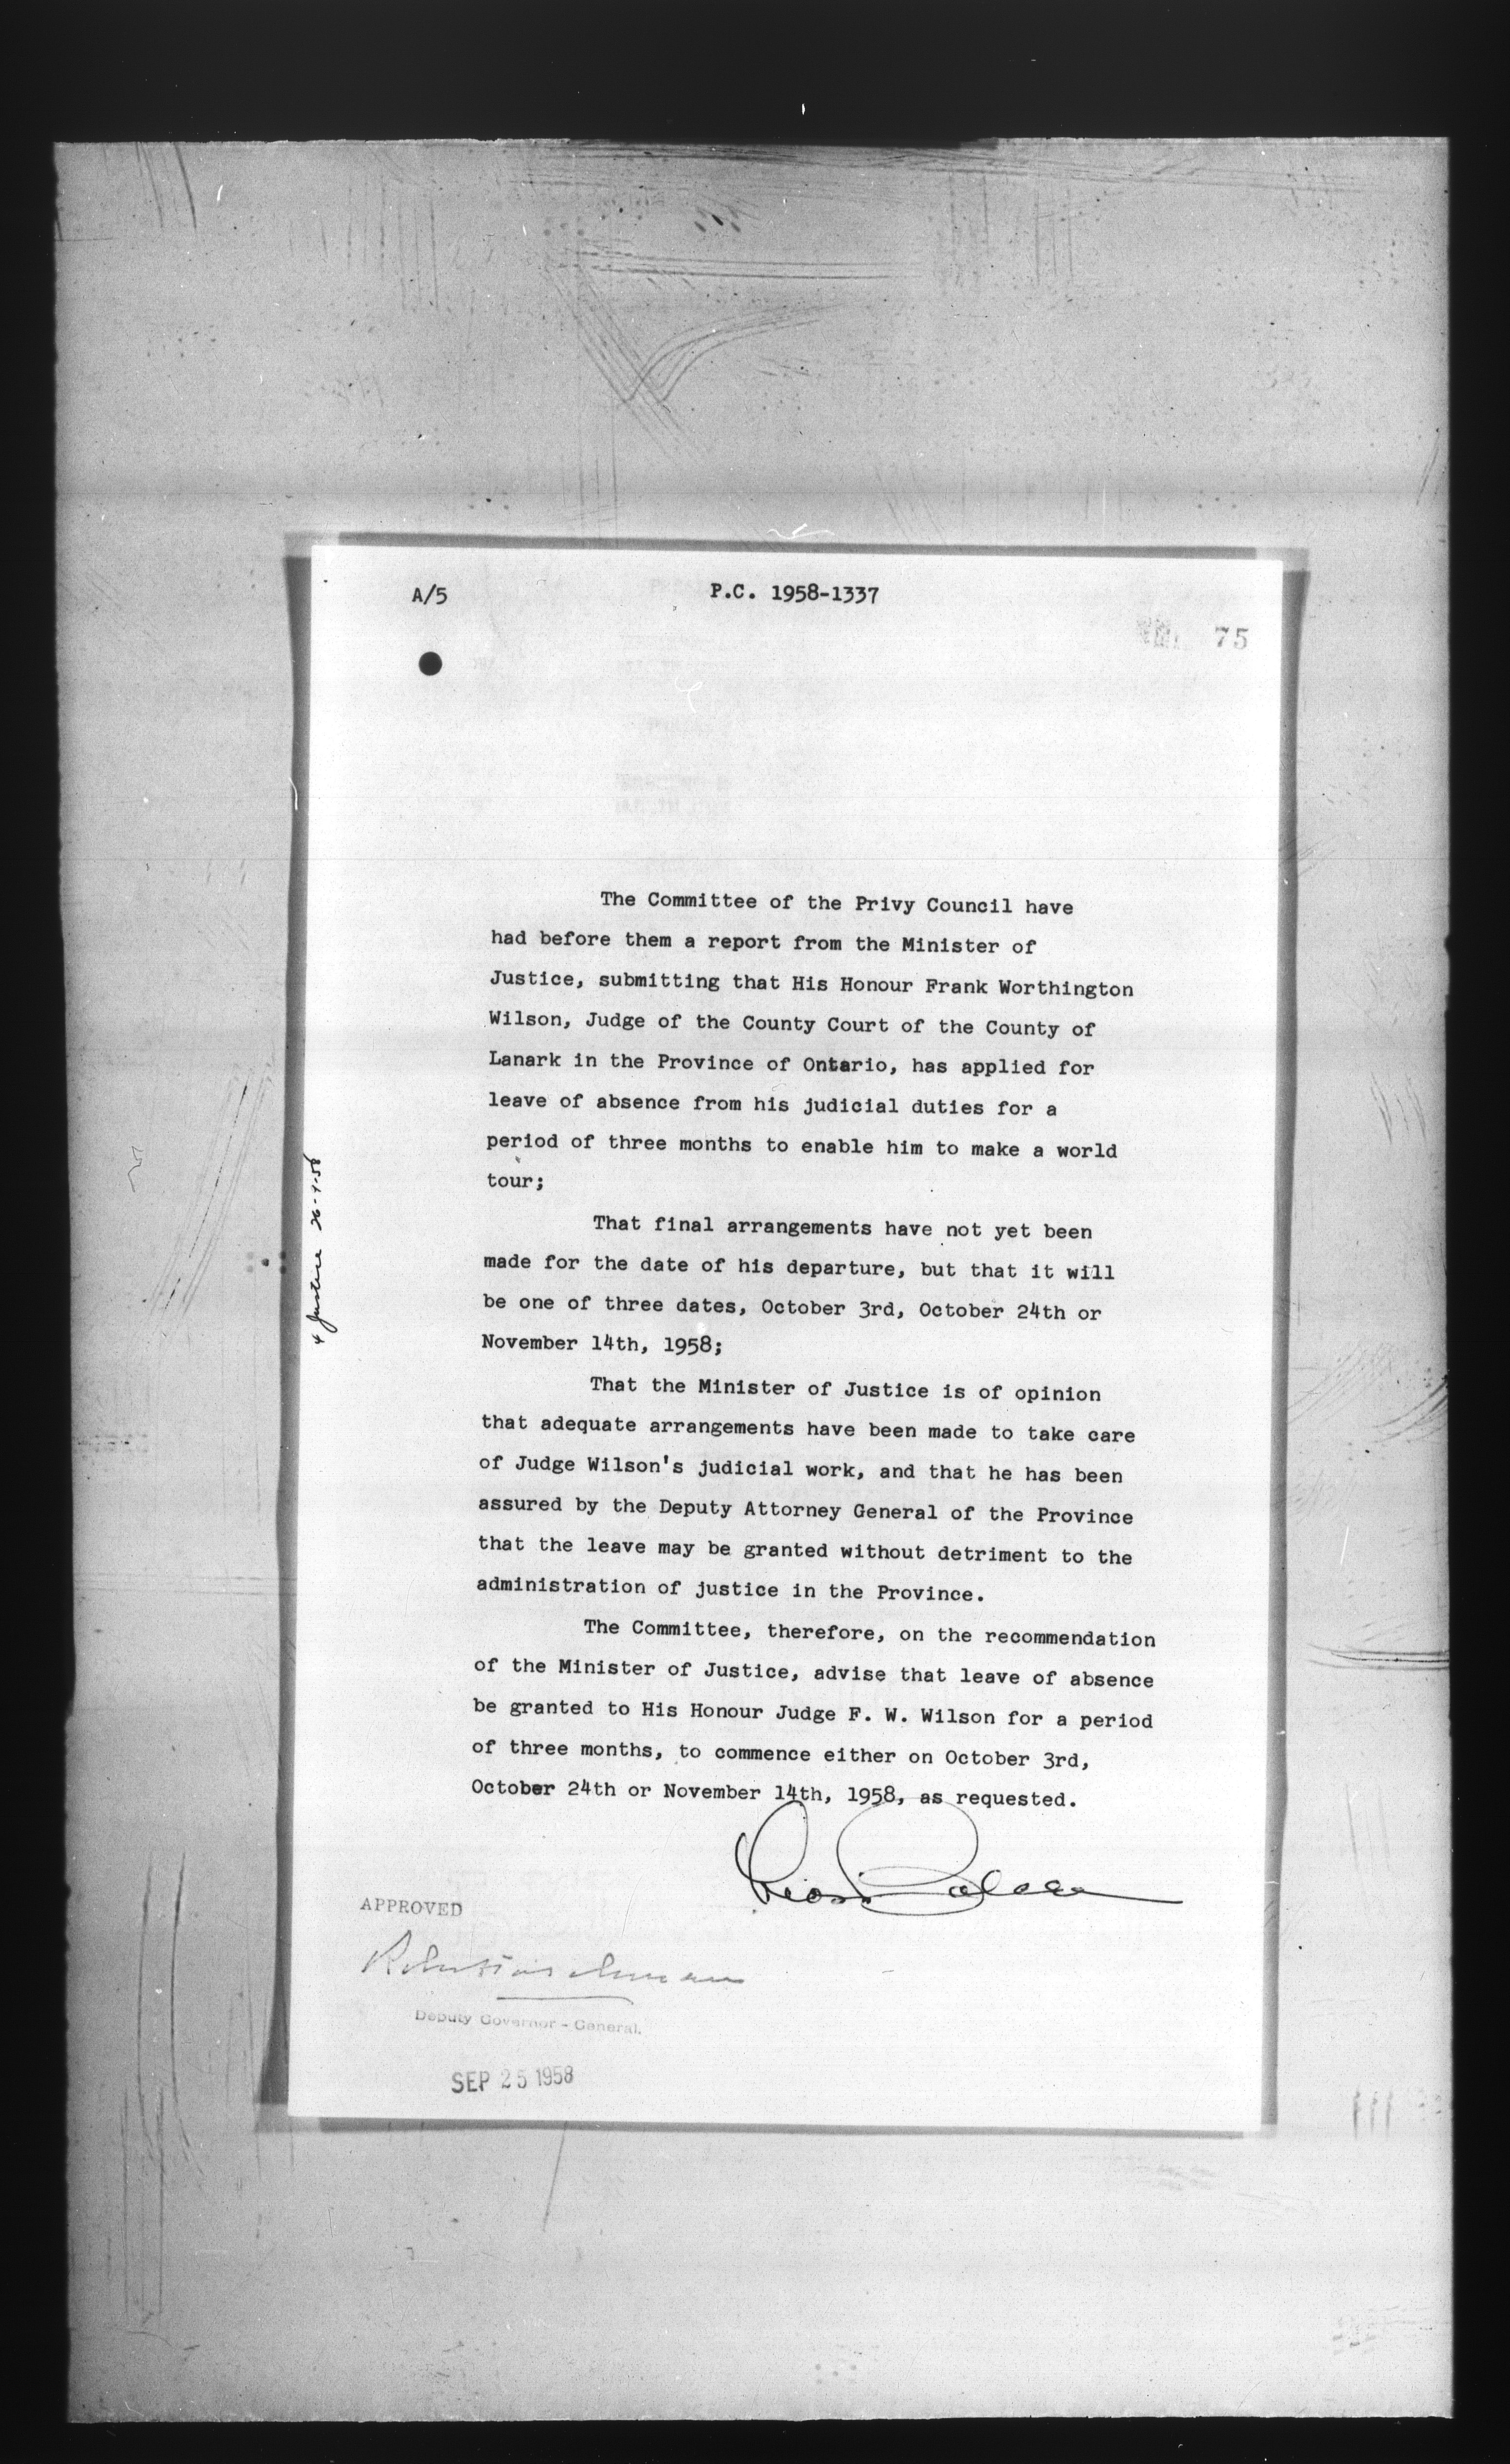 A/5
P.C. 1958-1337
75
The Committee of the Privy Council have
had before them a report from the Minister of
Justice, submitting that His Honour Frank Worthington
Wilson, Judge of the County Court of the County of
Lanark in the Province of Ontario, has applied for
leave of absence from his judicial duties for a
period of three months to enable him to make a world
tour;
That final arrangements have not yet been
made for the date of his departure, but that it will
be one of three dates, October 3rd, October 24th or
November 14th, 1958;
That the Minister of Justice is of opinion
that adequate arrangements have been made to take care
of Judge Wilson's judicial work, and that he has been
assured by the Deputy Attorney General of the Province
that the leave may be granted without detriment to the
administration of justice in the Province.
The Committee, therefore, on the recommendation
of the Minister of Justice, advise that leave of absence
be granted to His Honour Judge F. W. Wilson for a period
of three months, to commence either on October 3rd,
October 24th or November 14th, 1958, as requested.
APPROVED
Deputy Governor - General.
SEP 25 1958
4 Justice 26-9-58